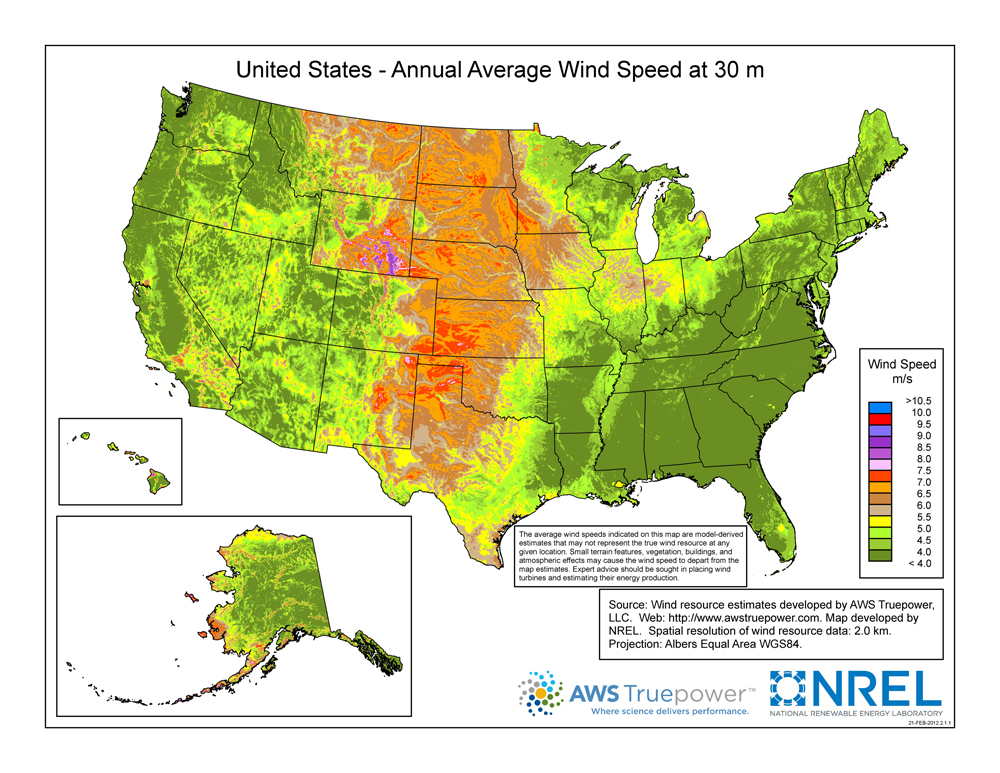 United States - Annual Average Wind Speed at 30 m
Wind Speed
m/s
>10.5
10.0
9.5
9.0
8.5
8.0
7.5
7.0
6.5
6.0
5.5
5.0
4.5
4.0
< 4.0
The average wind speeds indicated on this map are model-derived
estimates that may not represent the true wind resource at any
given location. Small terrain features, vegetation, buildings, and
atmospheric effects may cause the wind speed to depart from the
map estimates. Expert advice should be sought in placing wind
turbines and estimating their energy production.
Source: Wind resource estimates developed by AWS Truepower,
LLC. Web: http://www.awstruepower.com. Map developed by
NREL. Spatial resolution of wind resource data: 2.0 km.
Projection: Albers Equal Area WGS84.
AWS Truepower™
Where science delivers performance.
NREL
NATIONAL RENEWABLE ENERGY LABORATORY
21-FEB-2012 2.1.1